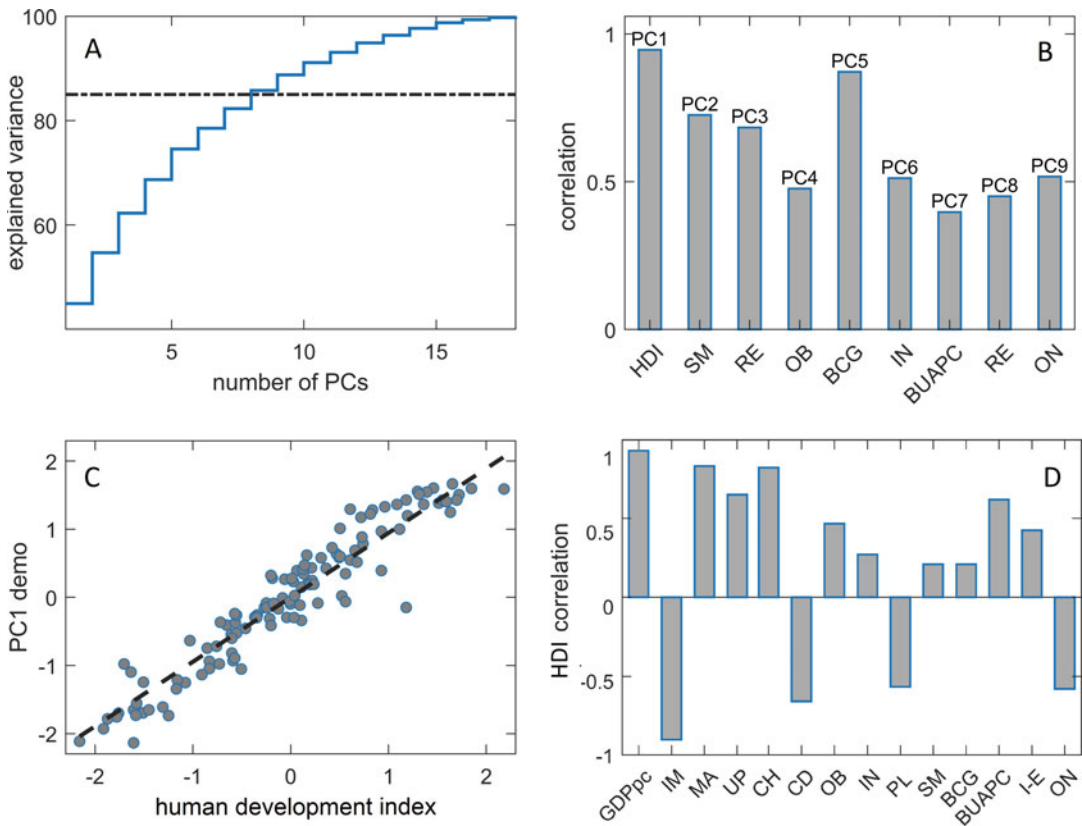 100
80
60
A
explained variance
5
10
15
number of PCs
1
0.5
0
B
correlation
PC1
PC2
PC3
PC4
PC5
PC6
PC7
PC8
PC9
HDI
SM
RE
OB
BCG
IN
BUAPC
RE
ON
2
1
0
-1
-2
C
PC1 demo
-2
-1
0
1
2
human development index
1
0.5
0
-0.5
-1
D
HDI correlation
GDPpc
IM
MA
UP
CH
CD
OB
IN
PL
SM
BCG
BUAPC
I-E
ON